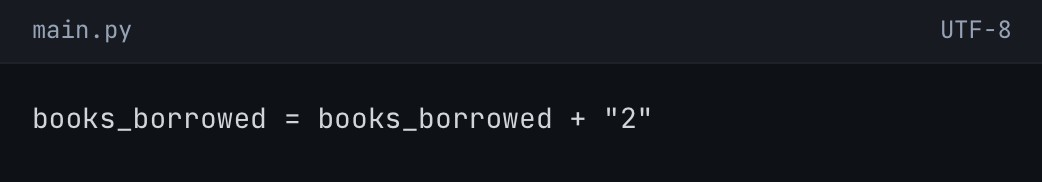 main.py
UTF-8
books_borrowed = books_borrowed + "2"